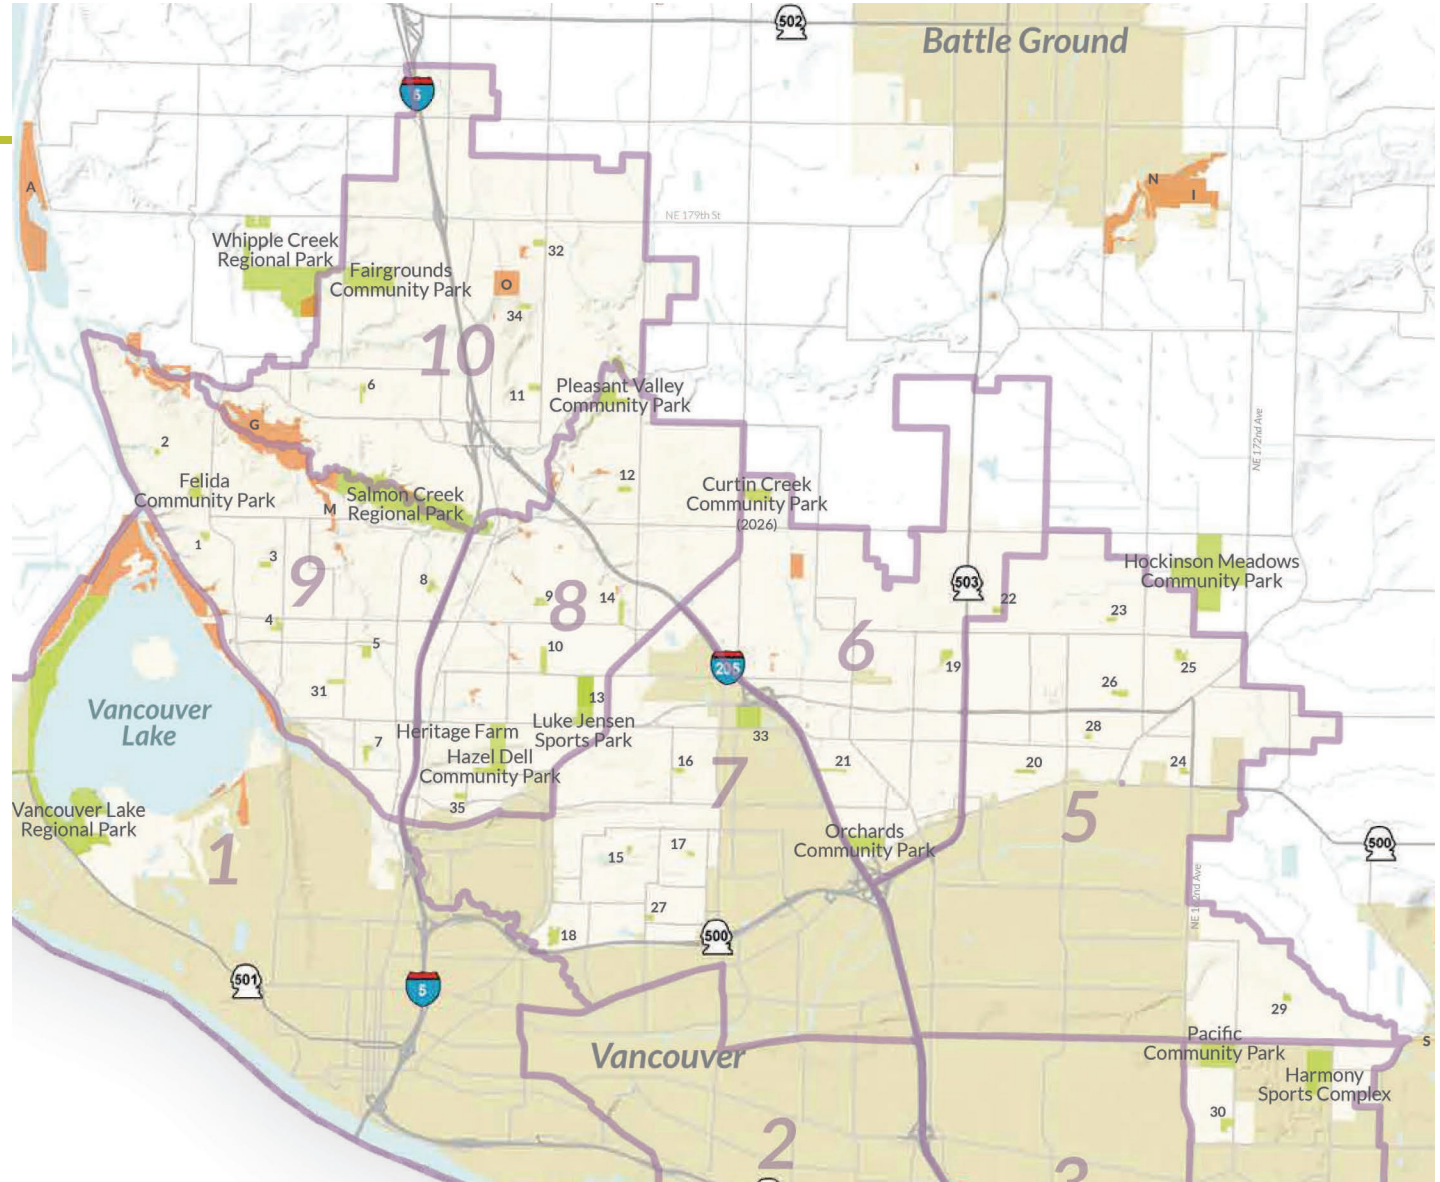 502
Battle Ground
5
A
N
I
NE 179th St
Whipple Creek
Regional Park
32
Fairgrounds
Community Park
O
34
10
6
11
Pleasant Valley
Community Park
NE 172nd Ave
G
2
12
Felida
Community Park
Salmon Creek
Regional Park
M
Curtin Creek
Community Park
(2026)
1
3
9
8
9
8
14
503
22
Hockinson Meadows
Community Park
23
4
5
10
6
19
25
205
26
31
13
Vancouver
Lake
Heritage Farm
Luke Jensen
Sports Park
33
28
7
Hazel Dell
Community Park
16
7
21
20
24
35
Vancouver Lake
Regional Park
5
1
Orchards
Community Park
500
15
17
27
NE 162nd Ave
18
500
501
5
29
Pacific
Community Park
S
Vancouver
Harmony
Sports Complex
30
2
3